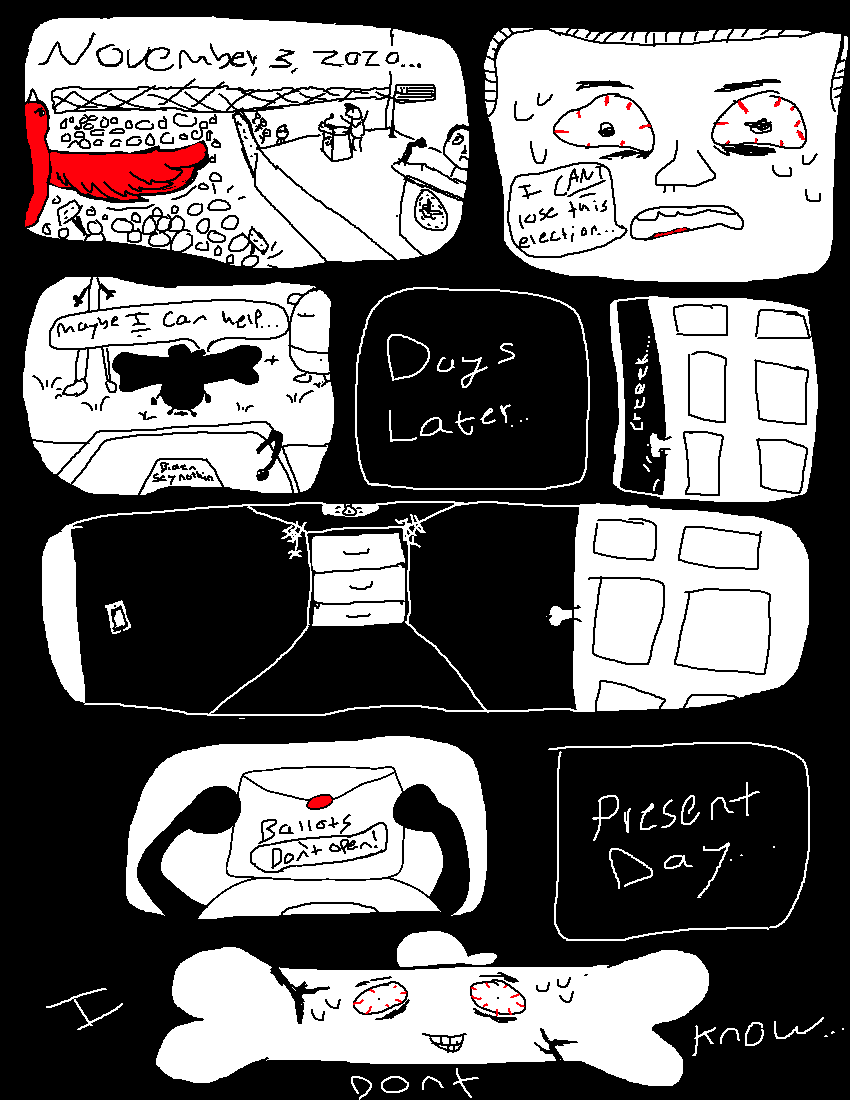 November, 3, 2020...
I CANT
lose this
election...
Maybe I can help...
Biden
Say nothin
Days
Later...
creeek....
Ballots
Don't open!
Present
Day...
I
DONT
KNOW...